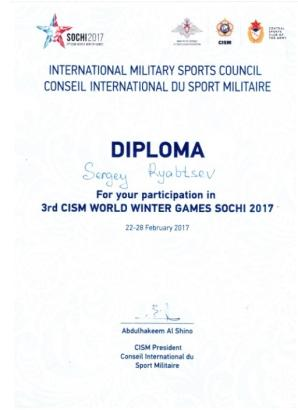 SOCHI 2017
CISM
CENTRAL
SPORTS
CLUB OF
THE ARMY
INTERNATIONAL MILITARY SPORTS COUNCIL
CONSEIL INTERNATIONAL DU SPORT MILITAIRE
DIPLOMA
Sergey Ryabtsev
For your participation in
3rd CISM WORLD WINTER GAMES SOCHI 2017
22-28 February 2017
Abdulhakeem Al Shino
CISM President
Conseil International du
Sport Militaire